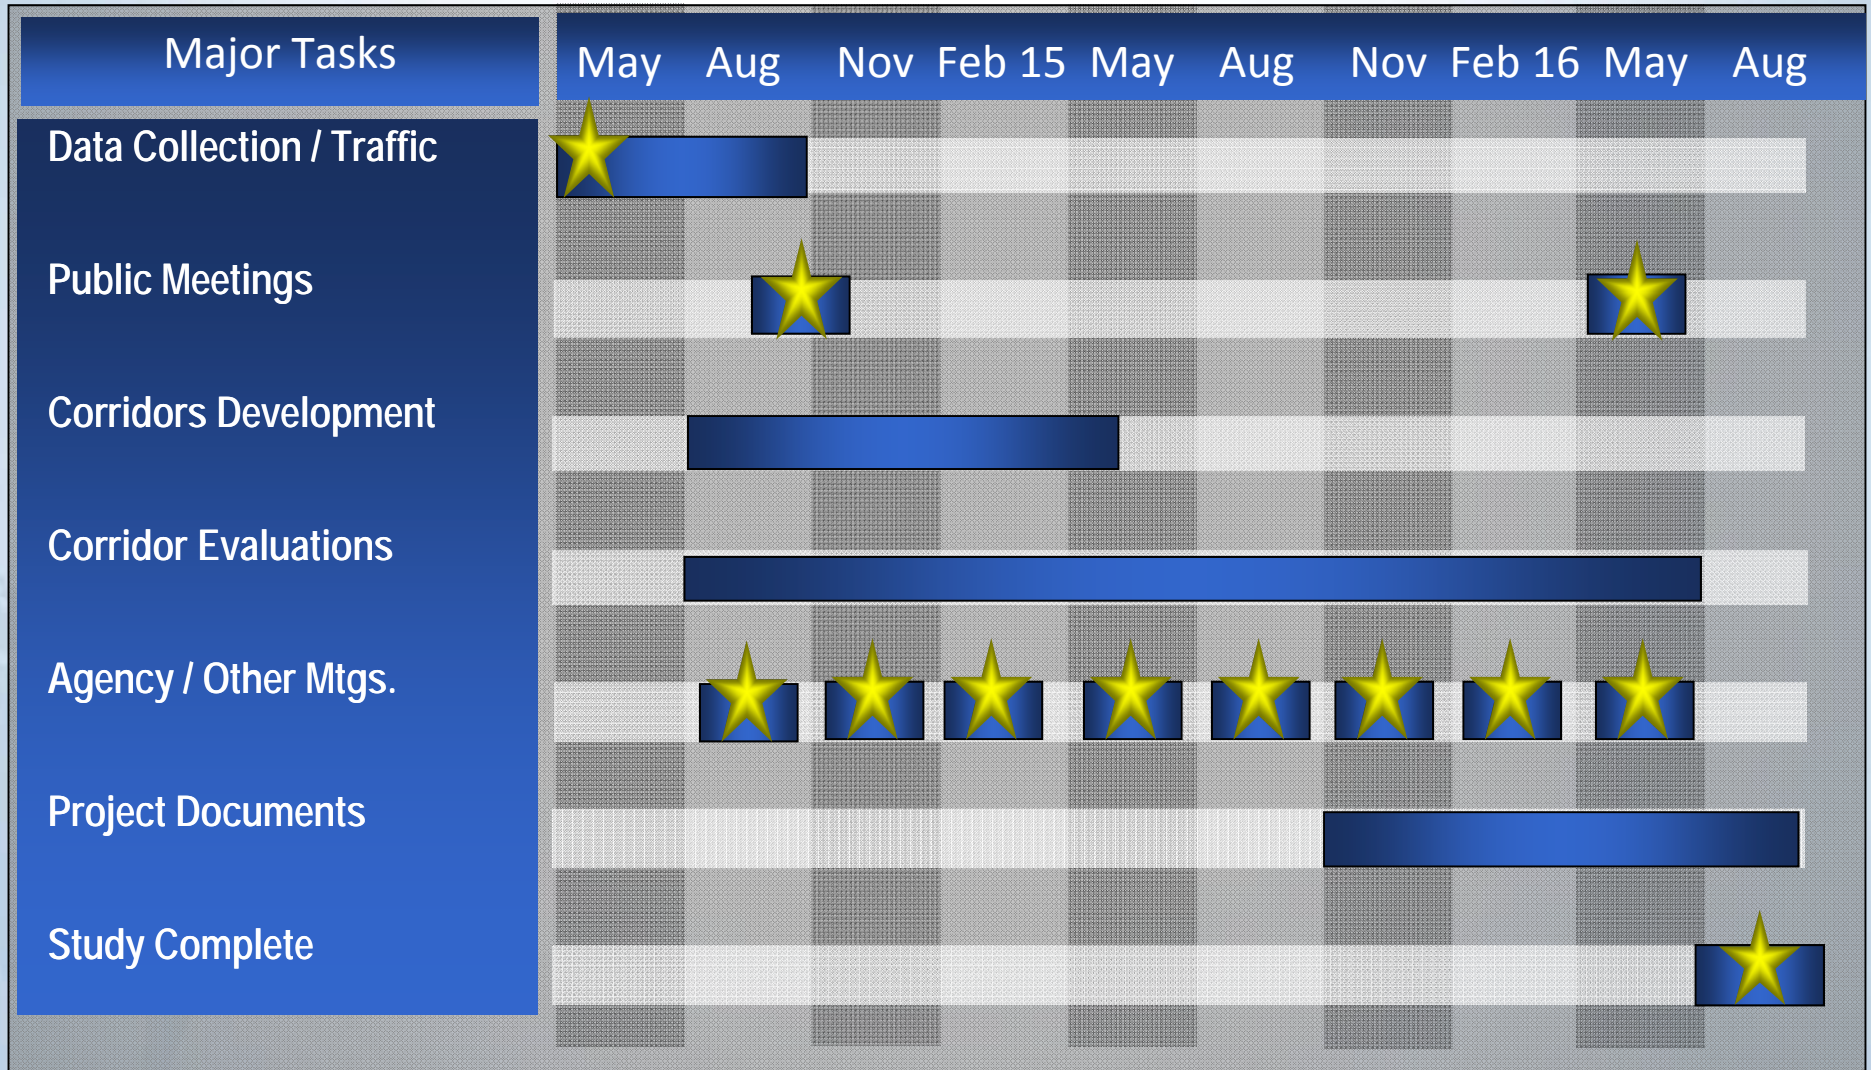 Major Tasks
May Aug Nov Feb 15 May Aug Nov Feb 16 May Aug
Data Collection / Traffic
Public Meetings
Corridors Development
Corridor Evaluations
Agency / Other Mtgs.
Project Documents
Study Complete